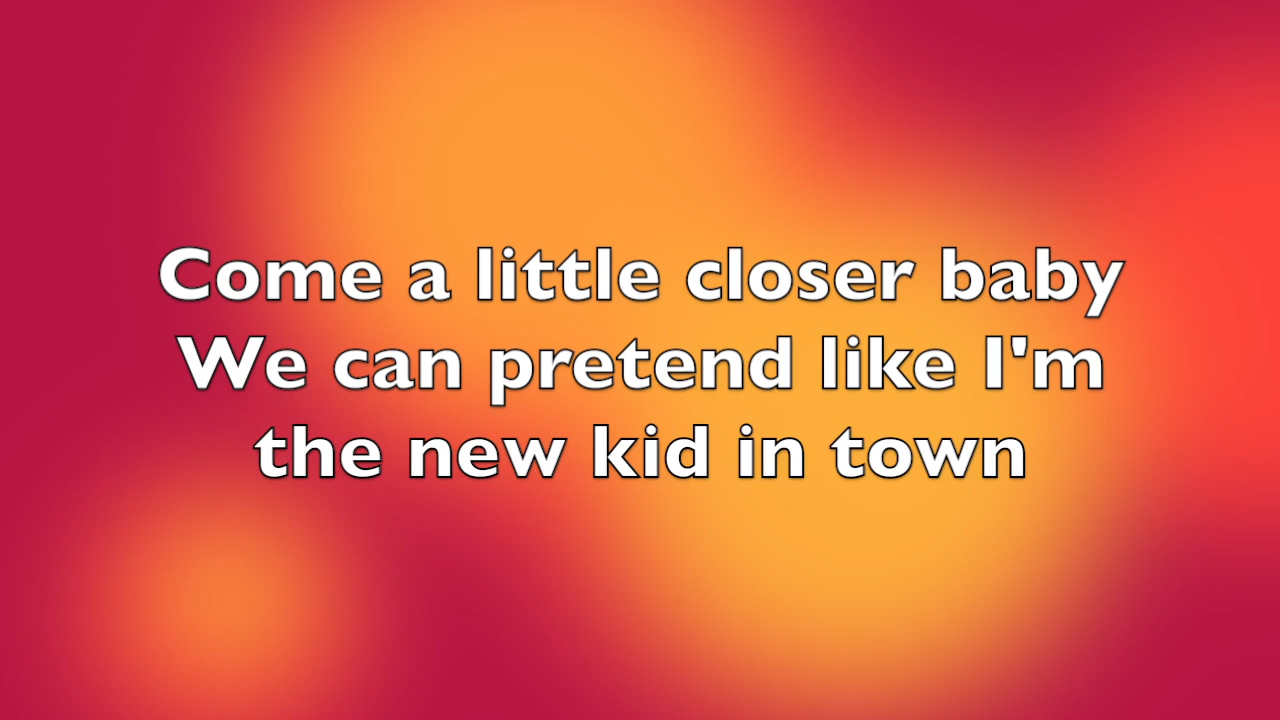 Come a little closer baby
We can pretend like I'm
the new kid in town